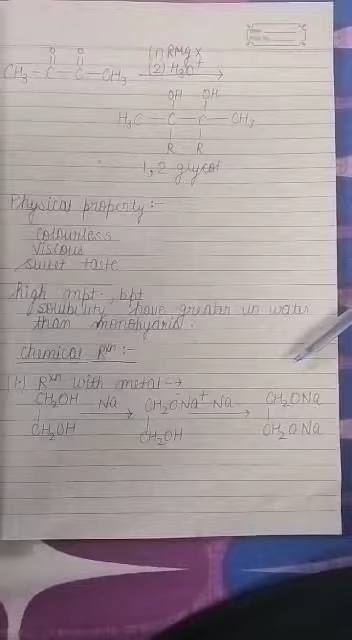 O O
CH3-C-C-CH3 (1) RMgX
(2) H3O+
OH OH
H3C-C-C-CH3
R R
1,2 glycol
Physical property:-
colourless
viscous
sweet taste
high mpt., bpt
solubility have greater in water
than monohydric.
chemical Rxn:-
(i) Rxn with metal→
CH2OH Na CH2O-Na+ Na CH2ONa
CH2OH CH2OH CH2ONa